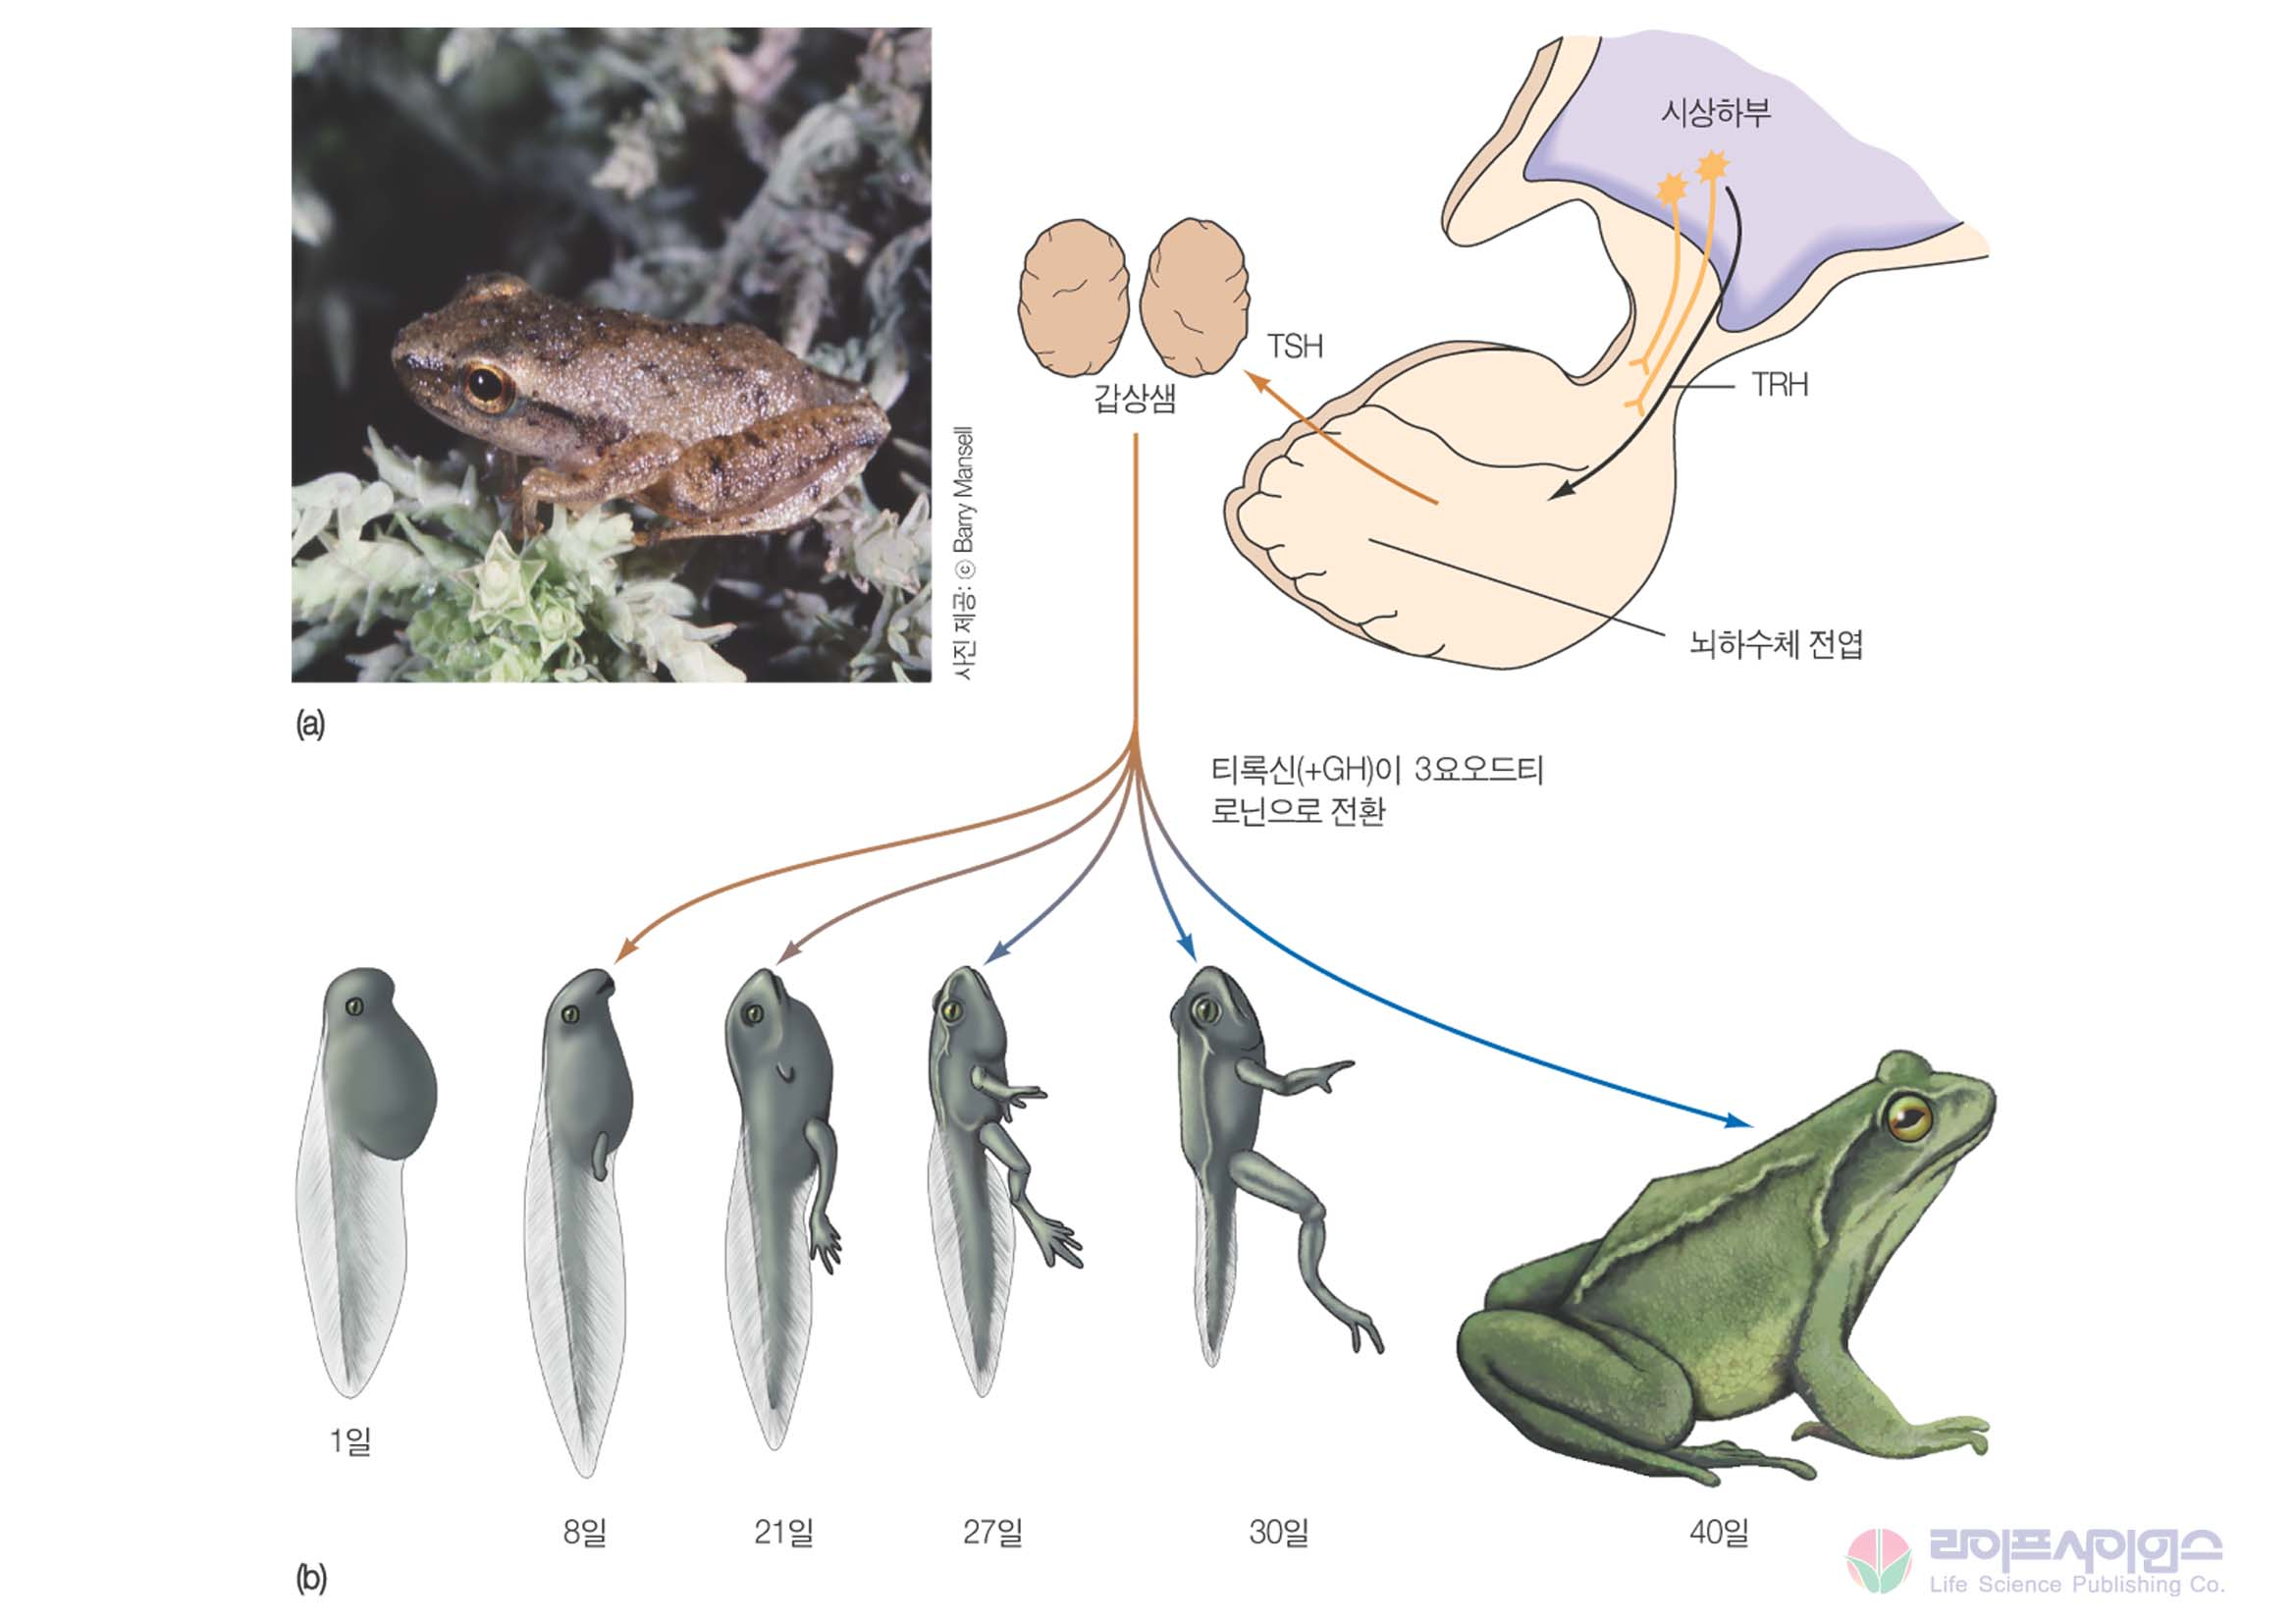 시상하부
TSH
갑상샘
TRH
뇌하수체 전엽
사진 제공: ⓒ Barry Mansell
(a)
티록신(+GH)이 3요오드티
로닌으로 전환
1일
8일
21일
27일
30일
40일
(b)
라이프사이언스
Life Science Publishing Co.